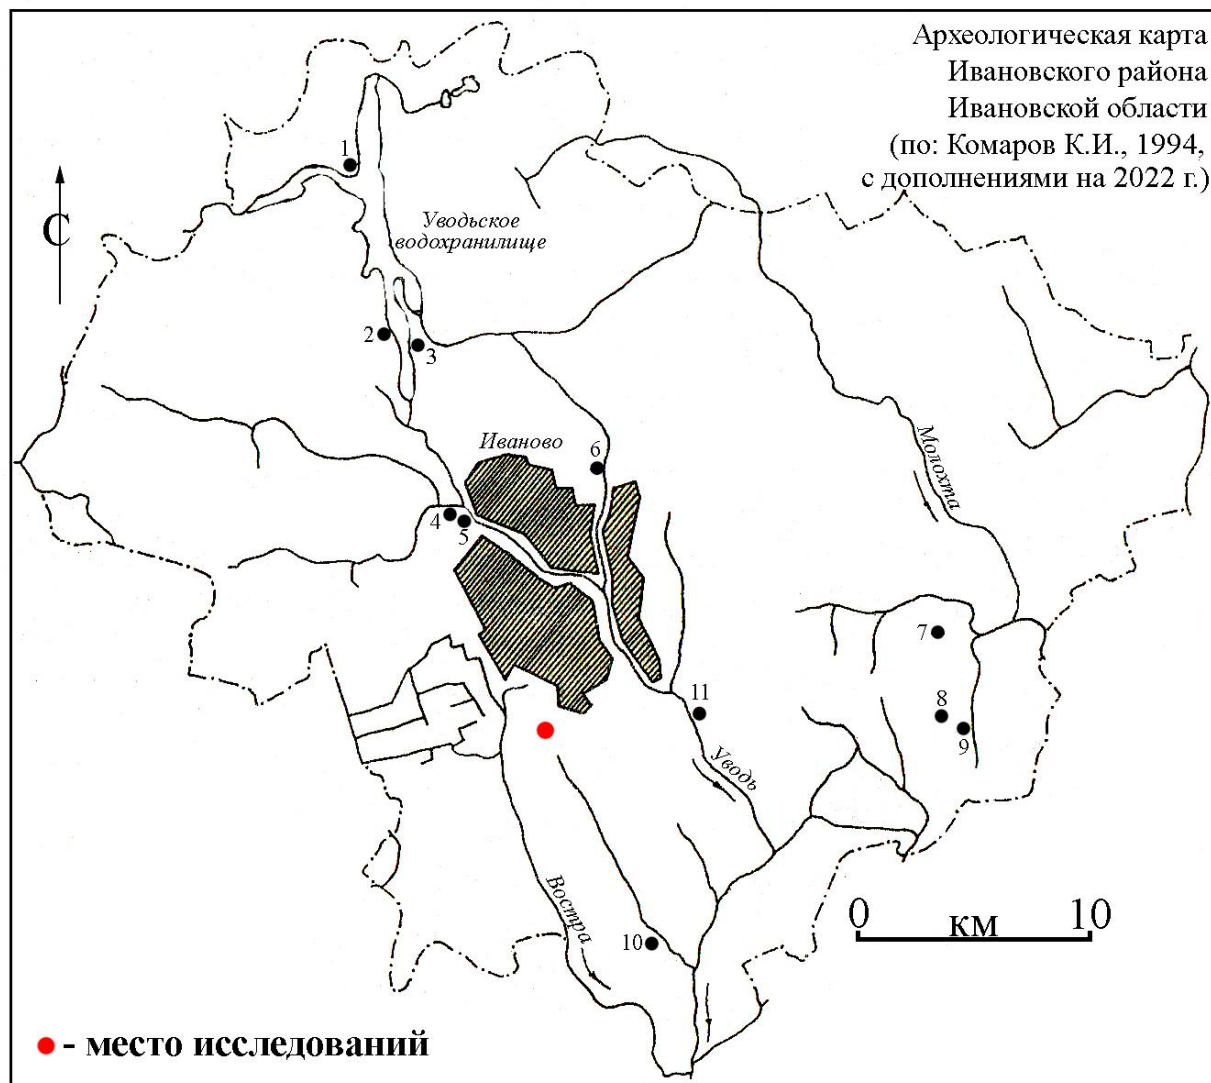 Археологическая карта
Ивановского района
Ивановской области
(по: Комаров К.И., 1994,
с дополнениями на 2022 г.)
1
С
Уводьское
водохранилище
2
3
Иваново
6
Молохта
4
5
7
8
11
9
Уводь
Востра
0
10
км
10
- место исследований